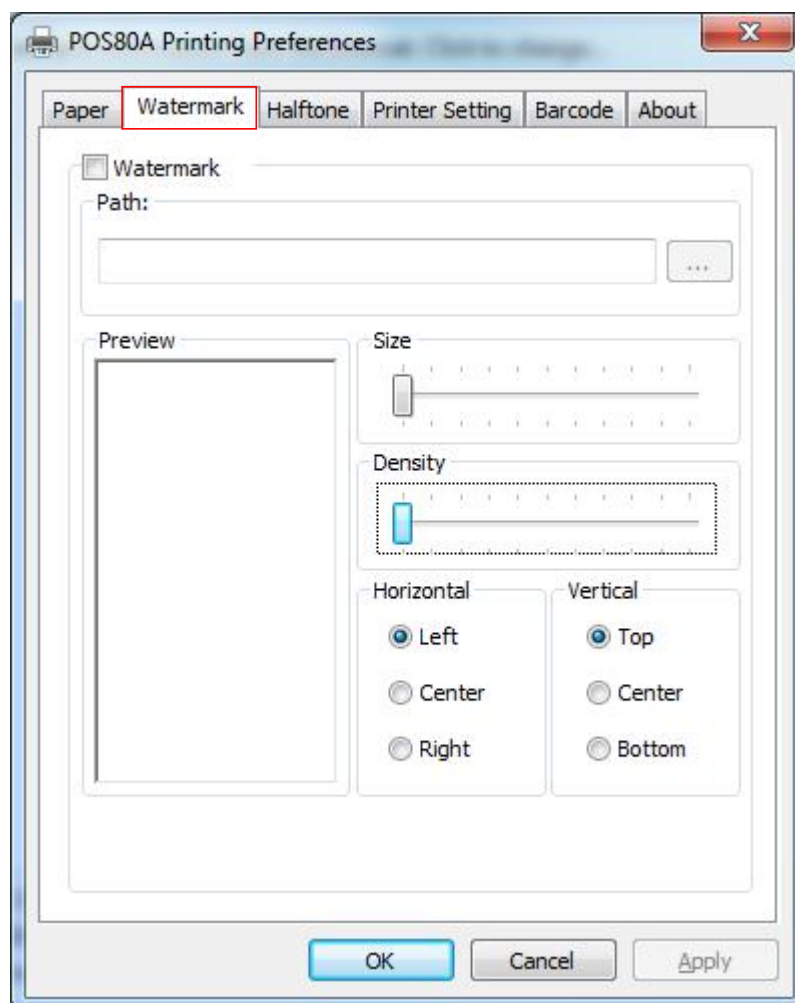 POS80A Printing Preferences
Paper Watermark Halftone Printer Setting Barcode About
Watermark
Path:
...
Preview
Size
Density
Horizontal Vertical
Left Top
Center Center
Right Bottom
OK Cancel Apply